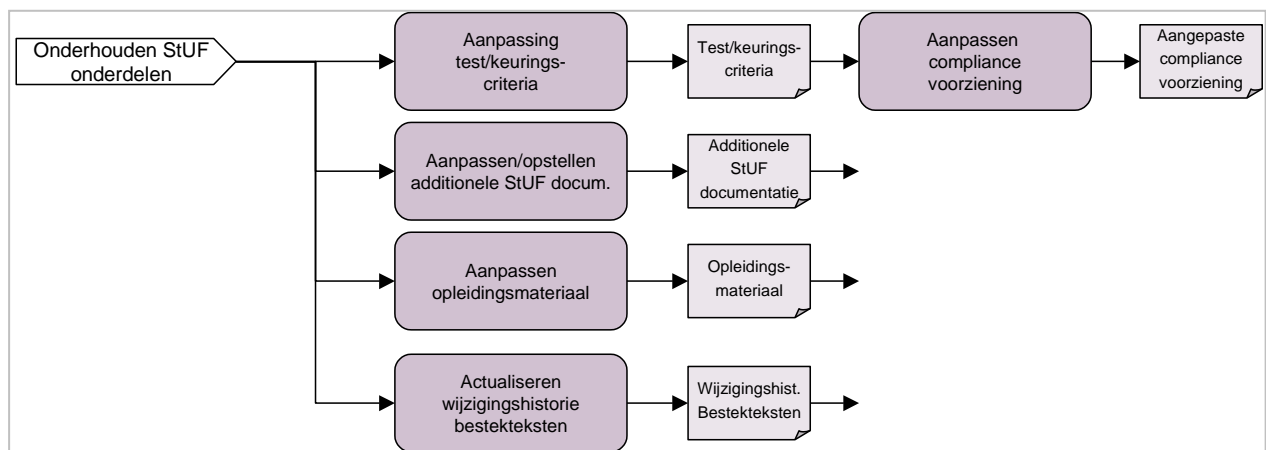 Onderhouden StUF
onderdelen
Aanpassing
test/keurings-
criteria
Test/keurings-
criteria
Aanpassen
compliance
voorziening
Aangepaste
compliance
voorziening
Aanpassen/opstellen
additionele StUF docum.
Additionele
StUF
documentatie
Aanpassen
opleidingsmateriaal
Opleidings-
materiaal
Actualiseren
wijzigingshistorie
bestekteksten
Wijzigingshist.
Bestekteksten